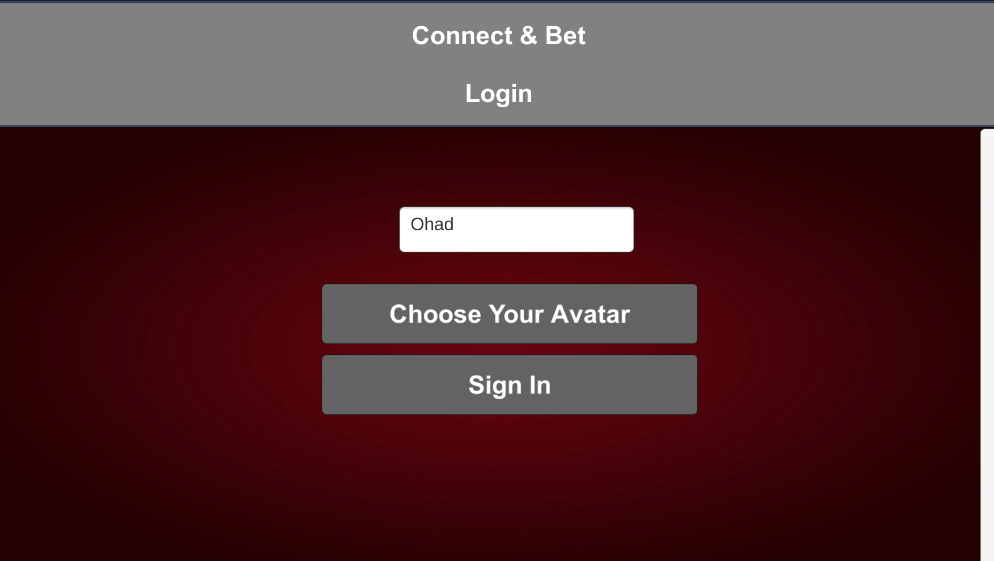 Connect & Bet
Login
Ohad
Choose Your Avatar
Sign In